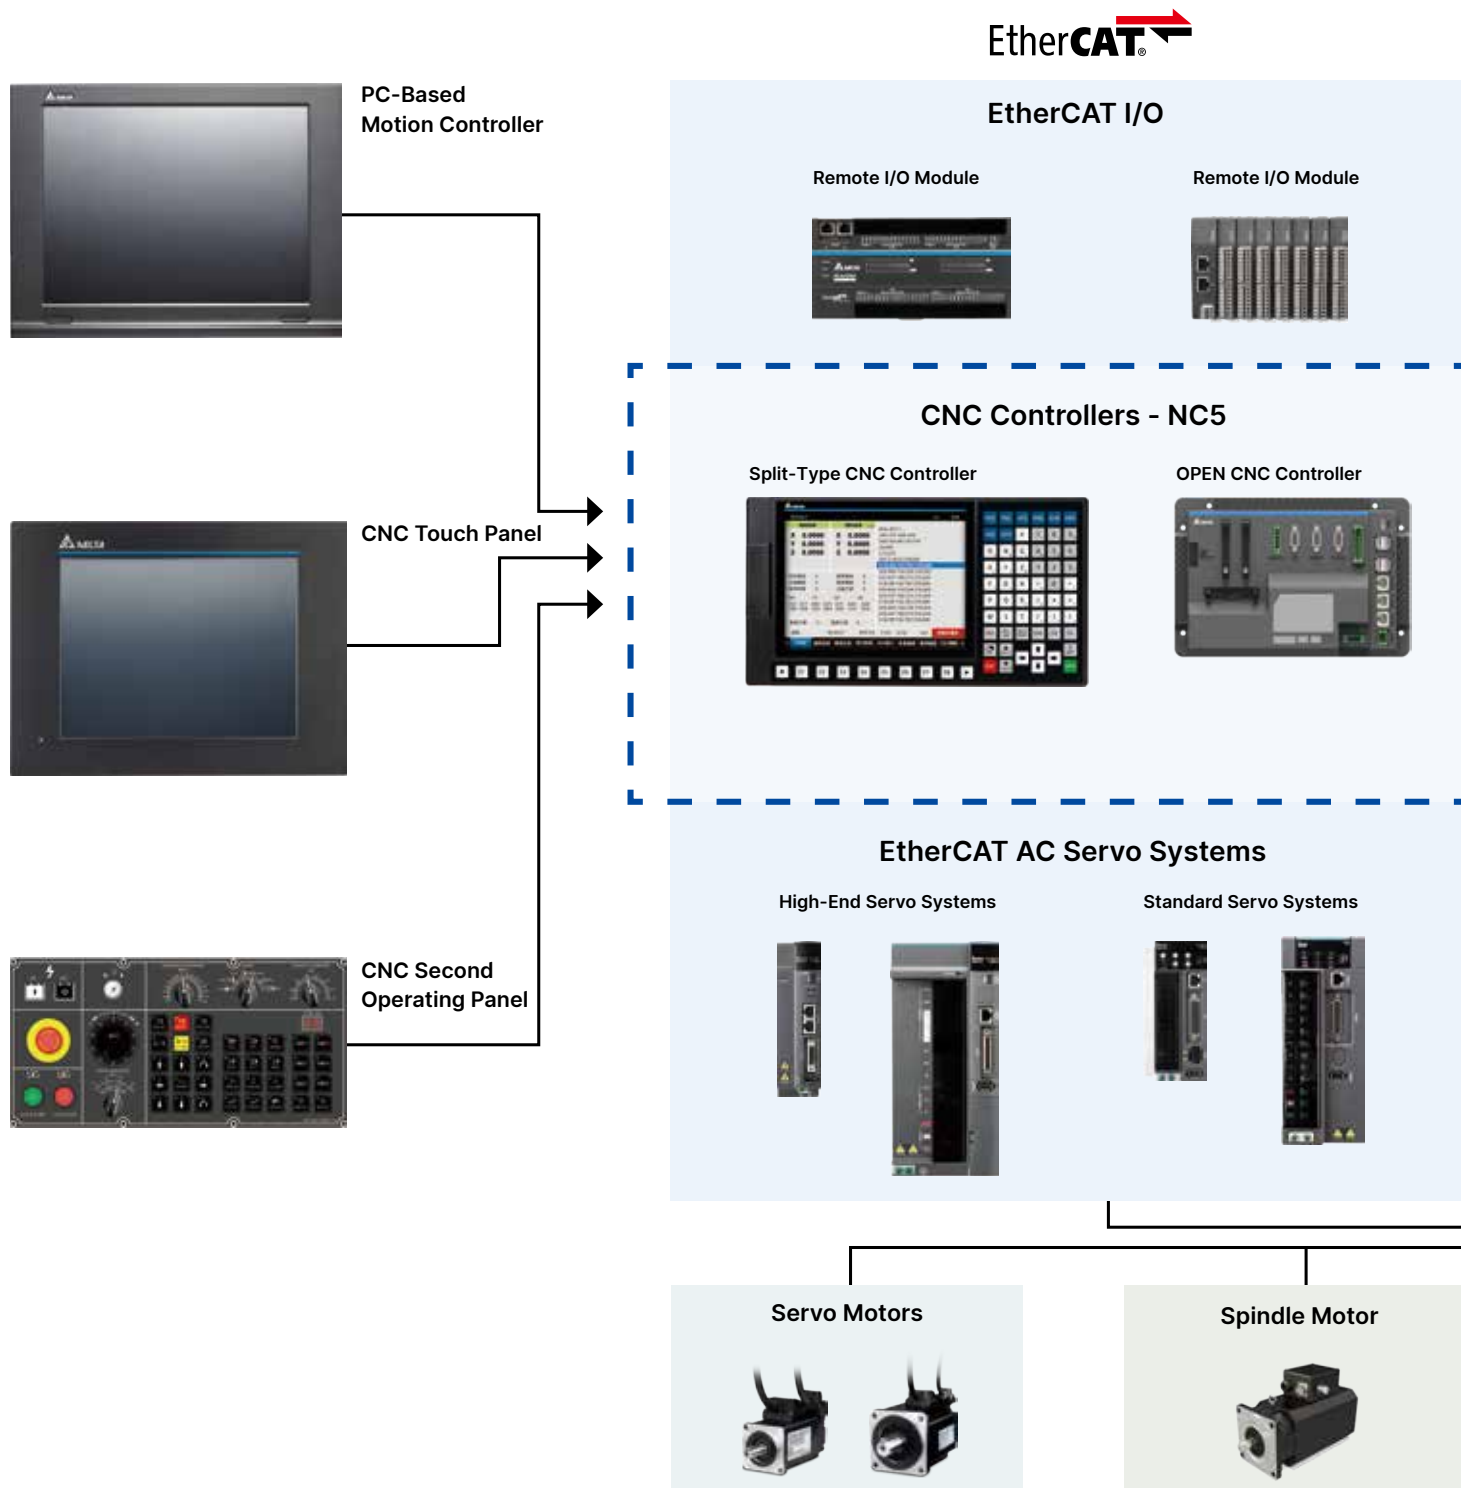 EtherCAT®
PC-Based
Motion Controller
EtherCAT I/O
Remote I/O Module
Remote I/O Module
CNC Controllers - NC5
Split-Type CNC Controller
OPEN CNC Controller
CNC Touch Panel
DELTA
EtherCAT AC Servo Systems
High-End Servo Systems
Standard Servo Systems
CNC Second
Operating Panel
Servo Motors
Spindle Motor